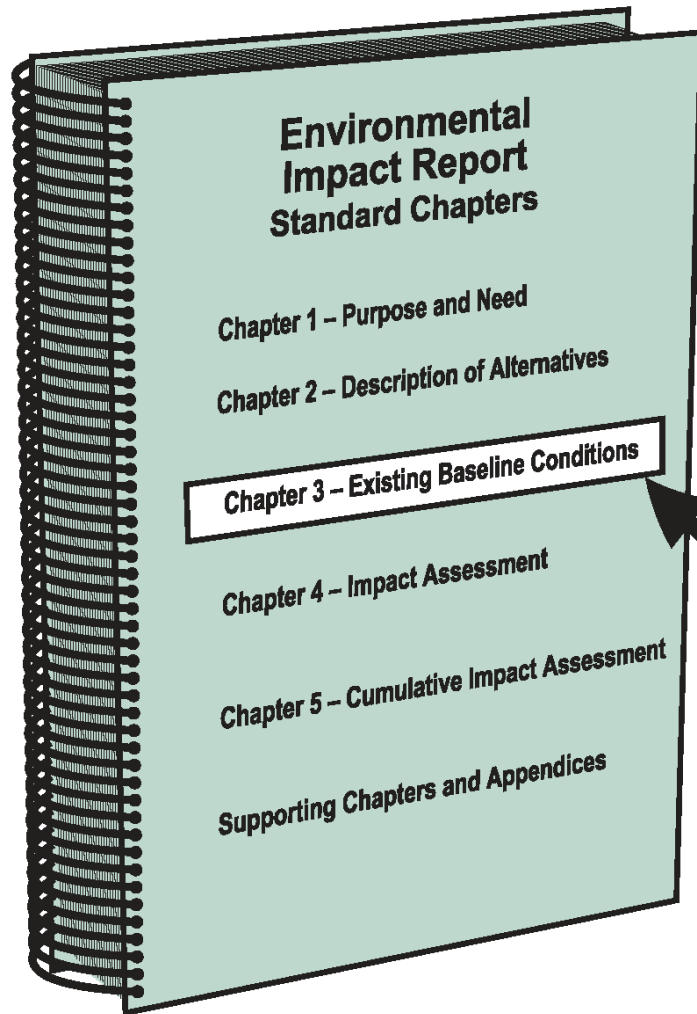 Environmental
Impact Report
Standard Chapters
Chapter 1 – Purpose and Need
Chapter 2 – Description of Alternatives
Chapter 3 – Existing Baseline Conditions
Chapter 4 – Impact Assessment
Chapter 5 – Cumulative Impact Assessment
Supporting Chapters and Appendices